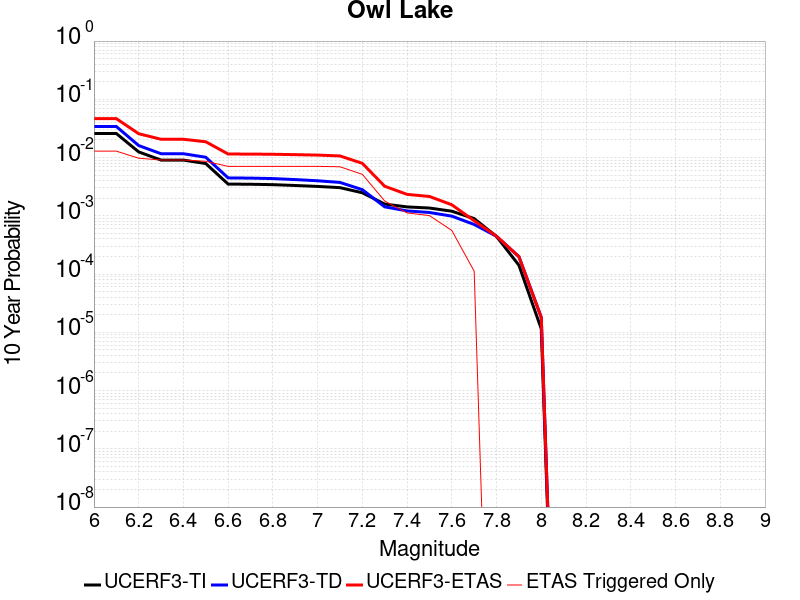 Owl Lake
10 Year Probability
10^0
10^-1
10^-2
10^-3
10^-4
10^-5
10^-6
10^-7
10^-8
6 6.2 6.4 6.6 6.8 7 7.2 7.4 7.6 7.8 8 8.2 8.4 8.6 8.8 9
Magnitude
UCERF3-TI UCERF3-TD UCERF3-ETAS ETAS Triggered Only